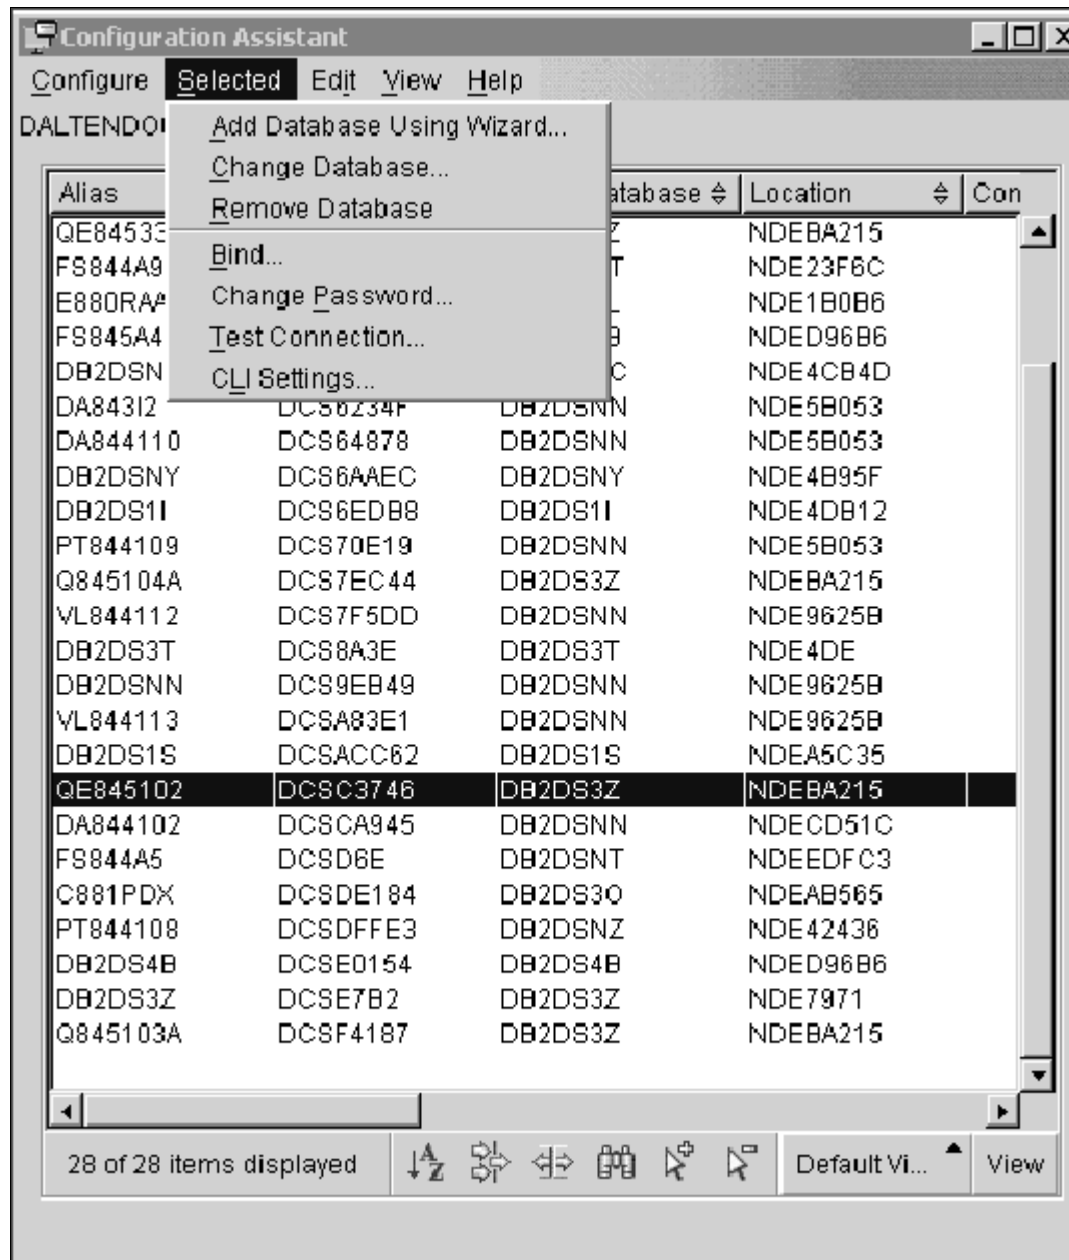 Configuration Assistant
Configure Selected Edit View Help
DALTENDO
Add Database Using Wizard...
Change Database...
Remove Database
Bind...
Change Password...
Test Connection...
CLI Settings...
Alias atabase Location Con
QE84533 Z NDEBA215
FS844A9 T NDE23F6C
E880RAA NDE1B0B6
FS845A4 NDED96B6
DB2DSN C NDE4CB4D
DA843I2 DCS6234F DB2DSNN NDE5B053
DA844110 DCS64878 DB2DSNN NDE5B053
DB2DSNY DCS6AAEC DB2DSNY NDE4B95F
DB2DS1I DCS6EDB8 DB2DS1I NDE4DB12
PT844109 DCS70E19 DB2DSNN NDE5B053
Q845104A DCS7EC44 DB2DS3Z NDEBA215
VL844112 DCS7F5DD DB2DSNN NDE9625B
DB2DS3T DCS8A3E DB2DS3T NDE4DE
DB2DSNN DCS9EB49 DB2DSNN NDE9625B
VL844113 DCSA83E1 DB2DSNN NDE9625B
DB2DS1S DCSACC62 DB2DS1S NDEA5C35
QE845102 DCSC3746 DB2DS3Z NDEBA215
DA844102 DCSCA945 DB2DSNN NDECD51C
FS844A5 DCSD6E DB2DSNT NDEEDFC3
C881PDX DCSDE184 DB2DS3O NDEAB565
PT844108 DCSDFFE3 DB2DSNZ NDE42436
DB2DS4B DCSE0154 DB2DS4B NDED96B6
DB2DS3Z DCSE7B2 DB2DS3Z NDE7971
Q845103A DCSF4187 DB2DS3Z NDEBA215
28 of 28 items displayed Default Vi... View